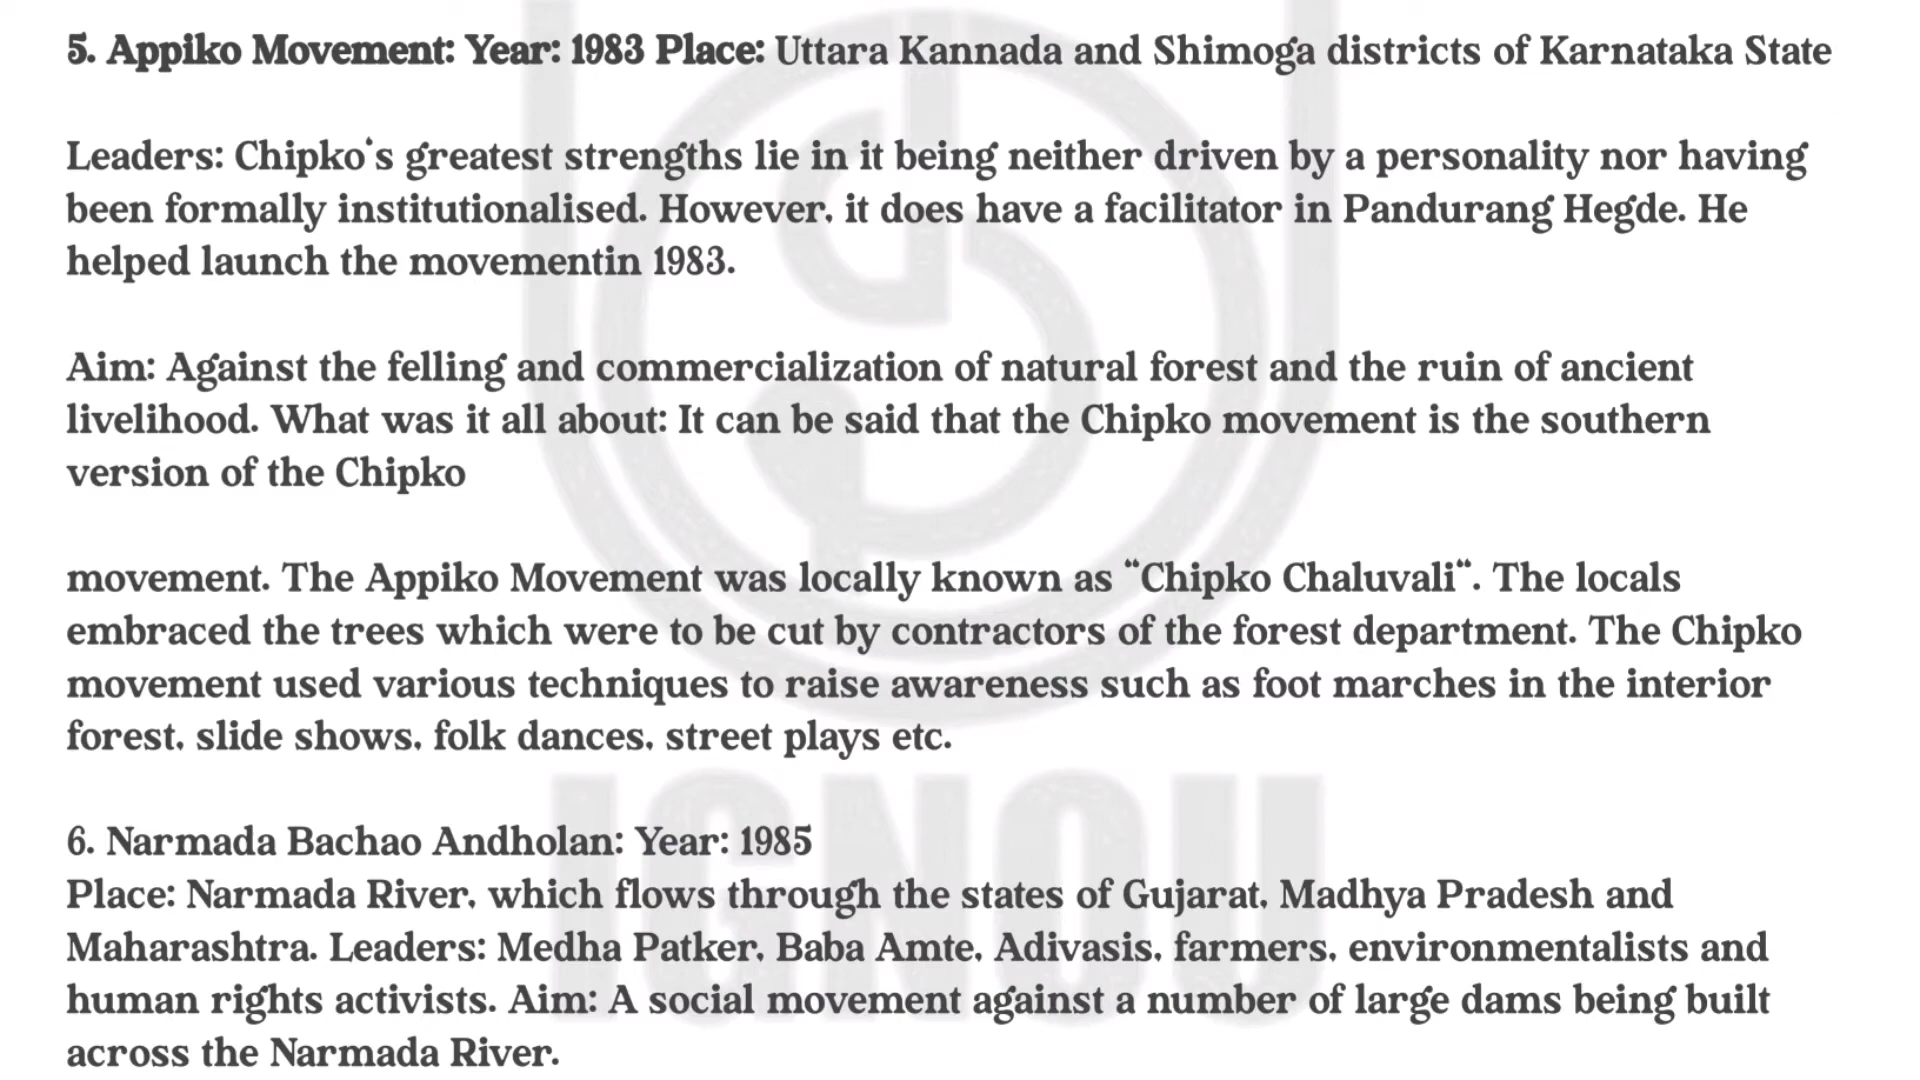 5. Appiko Movement: Year: 1983 Place: Uttara Kannada and Shimoga districts of Karnataka State
Leaders: Chipko‘s greatest strengths lie in it being neither driven by a personality nor having
been formally institutionalised. However, it does have a facilitator in Pandurang Hegde. He
helped launch the movementin 1983.
Aim: Against the felling and commercialization of natural forest and the ruin of ancient
livelihood. What was it all about: It can be said that the Chipko movement is the southern
version of the Chipko
movement. The Appiko Movement was locally known as “Chipko Chaluvali“. The locals
embraced the trees which were to be cut by contractors of the forest department. The Chipko
movement used various techniques to raise awareness such as foot marches in the interior
forest, slide shows, folk dances, street plays etc.
6. Narmada Bachao Andholan: Year: 1985
Place: Narmada River, which flows through the states of Gujarat, Madhya Pradesh and
Maharashtra. Leaders: Medha Patker, Baba Amte, Adivasis, farmers, environmentalists and
human rights activists. Aim: A social movement against a number of large dams being built
across the Narmada River.
IGNOU